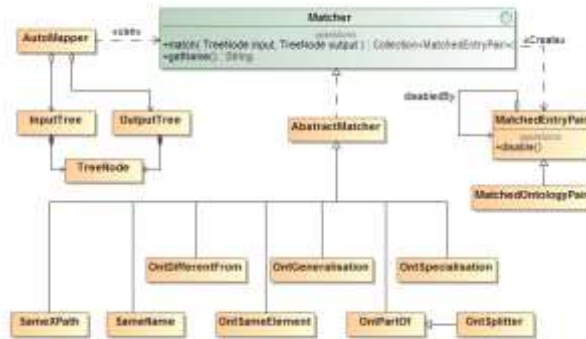 Matcher
operations
+match( TreeNode input, TreeNode output ) : Collection<MatchedEntryPair>
+getName() : String
AutoMapper
«Create»
disabledBy
InputTree
OutputTree
AbstractMatcher
MatchedEntryPair
operations
+disable()
TreeNode
MatchedOntologyPair
OntDifferentFrom
OntGeneralisation
OntSpecialisation
SameXPath
SameName
OntSameElement
OntPartOf
OntSplitter